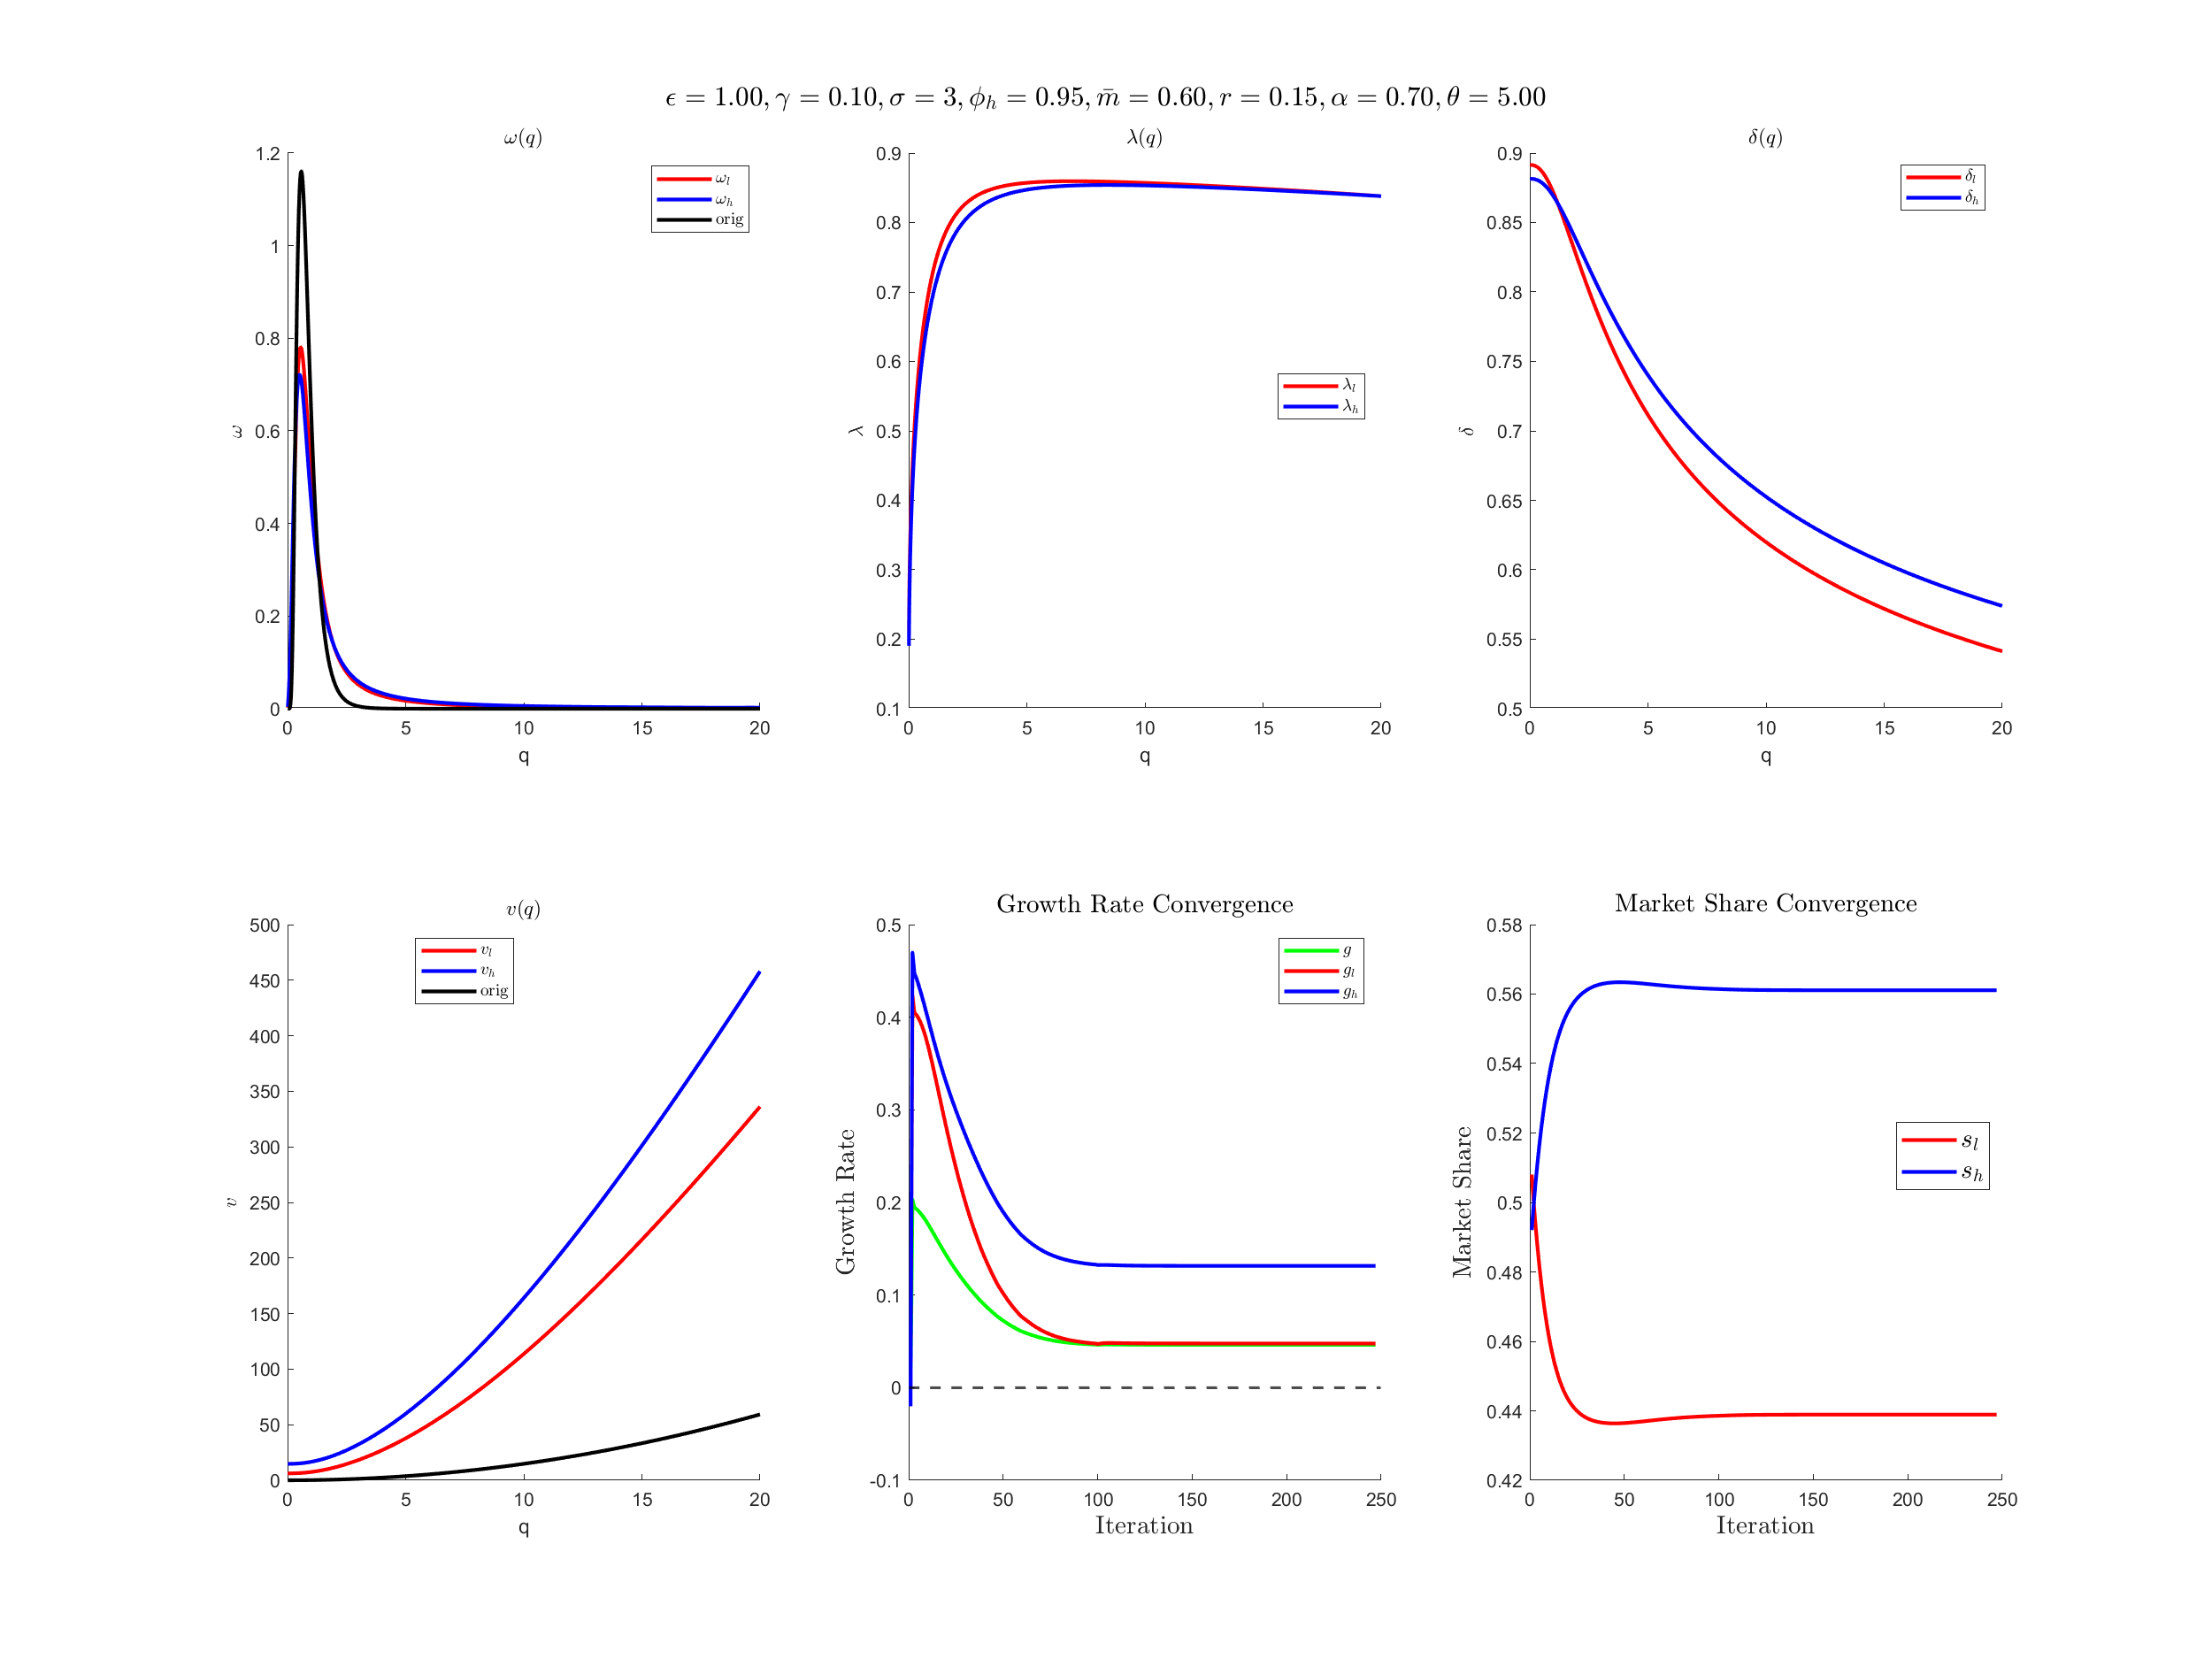 ϵ = 1.00, γ = 0.10, σ = 3, ϕ_h = 0.95, m̄ = 0.60, r = 0.15, α = 0.70, θ = 5.00
ω(q)
1.2
1
0.8
0.6
0.4
0.2
0
ω
0 5 10 15 20
q
ω_l
ω_h
orig
λ(q)
0.9
0.8
0.7
0.6
0.5
0.4
0.3
0.2
0.1
λ
0 5 10 15 20
q
λ_l
λ_h
δ(q)
0.9
0.85
0.8
0.75
0.7
0.65
0.6
0.55
0.5
δ
0 5 10 15 20
q
δ_l
δ_h
v(q)
500
450
400
350
300
250
200
150
100
50
0
v
0 5 10 15 20
q
v_l
v_h
orig
Growth Rate Convergence
0.5
0.4
0.3
0.2
0.1
0
-0.1
Growth Rate
0 50 100 150 200 250
Iteration
g
g_l
g_h
Market Share Convergence
0.58
0.56
0.54
0.52
0.5
0.48
0.46
0.44
0.42
Market Share
0 50 100 150 200 250
Iteration
s_l
s_h